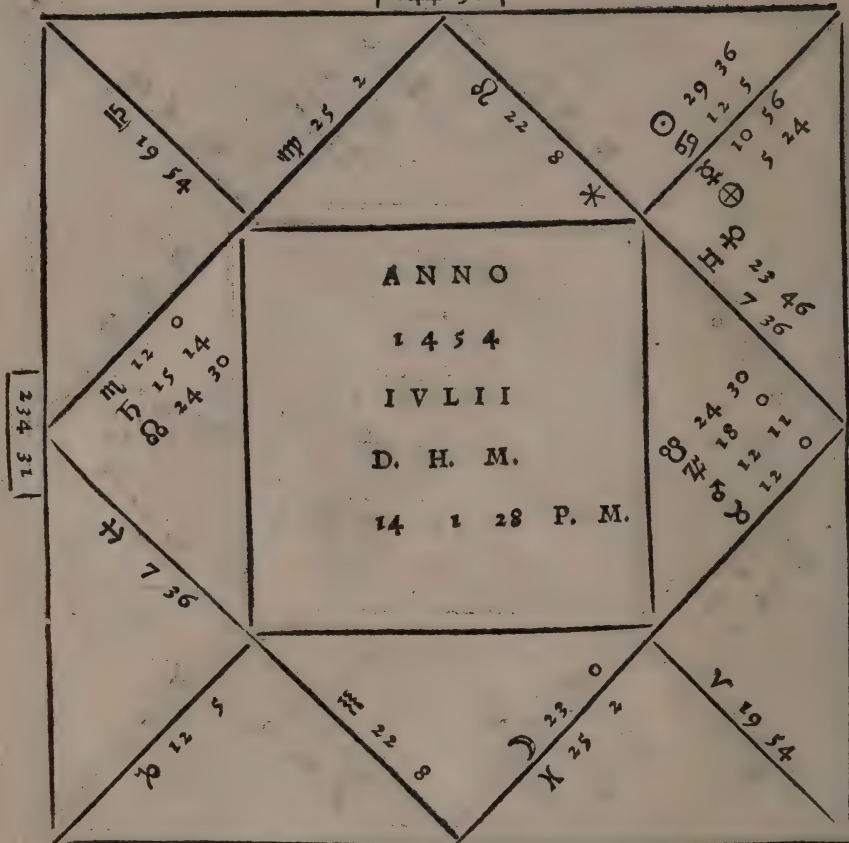 144 31
♎ 19 54
♍ 25 2
♌ 22 8
*
☉ 29 36
♋ 12 5
☿ 10 56
⊗ 5 24
♀ 23 46
♊ 7 36
ANNO
1454
IVLII
D. H. M.
14 1 28 P. M.
♏ 12 0
♄ 15 14
☊ 24 30
☋ 24 30
♃ 18 0
♂ 12 11
♉ 12 0
234 31
♐ 7 36
♑ 12 5
♒ 22 8
☽ 23 0
♓ 25 2
♈ 19 54